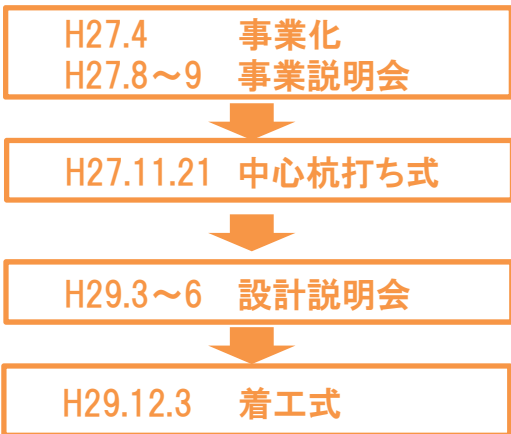 H27.4 事業化
H27.8～9 事業説明会
H27.11.21 中心杭打ち式
H29.3～6 設計説明会
H29.12.3 着工式